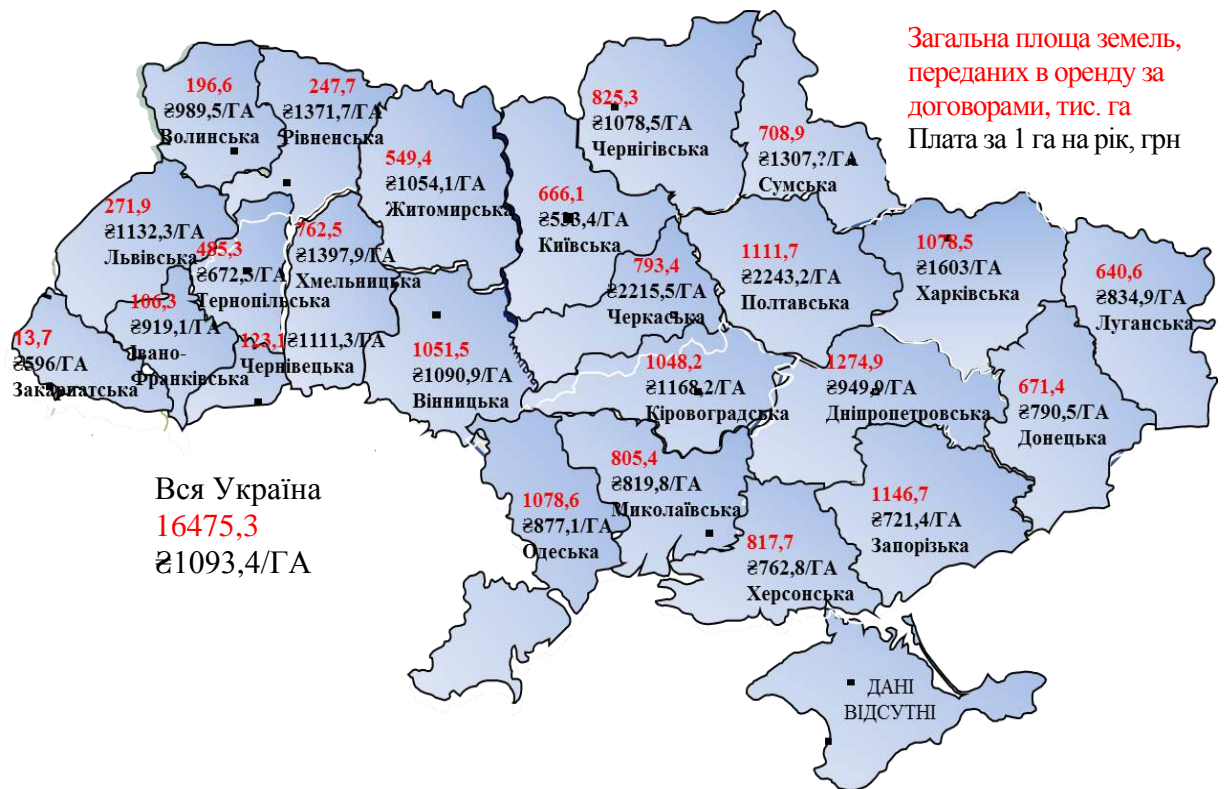 Загальна площа земель,
переданих в оренду за
договорами, тис. га
Плата за 1 га на рік, грн
196,6
₴989,5/ГА
Волинська
247,7
₴1371,7/ГА
Рівненська
549,4
₴1054,1/ГА
Житомирська
666,1
₴533,4/ГА
Київська
825,3
₴1078,5/ГА
Чернігівська
708,9
₴1307,?/ГА
Сумська
271,9
₴1132,3/ГА
Львівська
485,3
₴672,5/ГА
Тернопільська
762,5
₴1397,9/ГА
Хмельницька
793,4
₴2215,5/ГА
Черкаська
1111,7
₴2243,2/ГА
Полтавська
1078,5
₴1603/ГА
Харківська
640,6
₴834,9/ГА
Луганська
13,7
₴596/ГА
Закарпатська
106,3
₴919,1/ГА
Івано-
Франківська
123,1
₴1111,3/ГА
Чернівецька
1051,5
₴1090,9/ГА
Вінницька
1048,2
₴1168,2/ГА
Кіровоградська
1274,9
₴949,9/ГА
Дніпропетровська
671,4
₴790,5/ГА
Донецька
1078,6
₴877,1/ГА
Одеська
805,4
₴819,8/ГА
Миколаївська
817,7
₴762,8/ГА
Херсонська
1146,7
₴721,4/ГА
Запорізька
Вся Україна
16475,3
₴1093,4/ГА
ДАНІ
ВІДСУТНІ